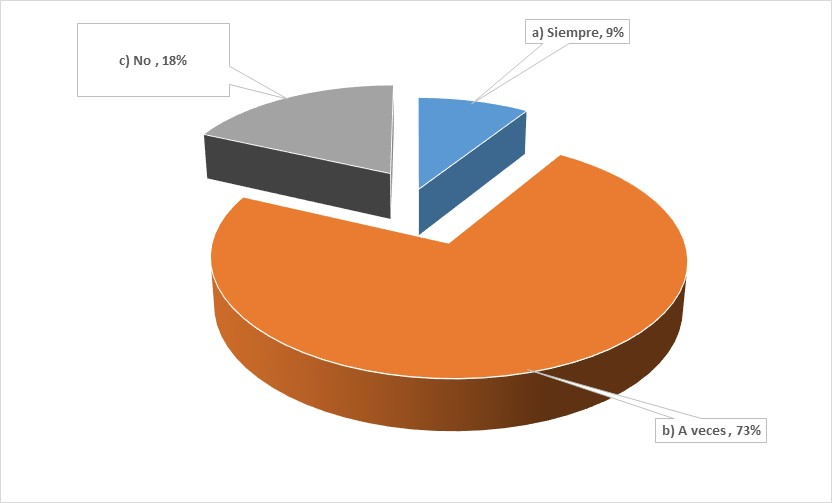 a) Siempre, 9%
c) No , 18%
b) A veces , 73%